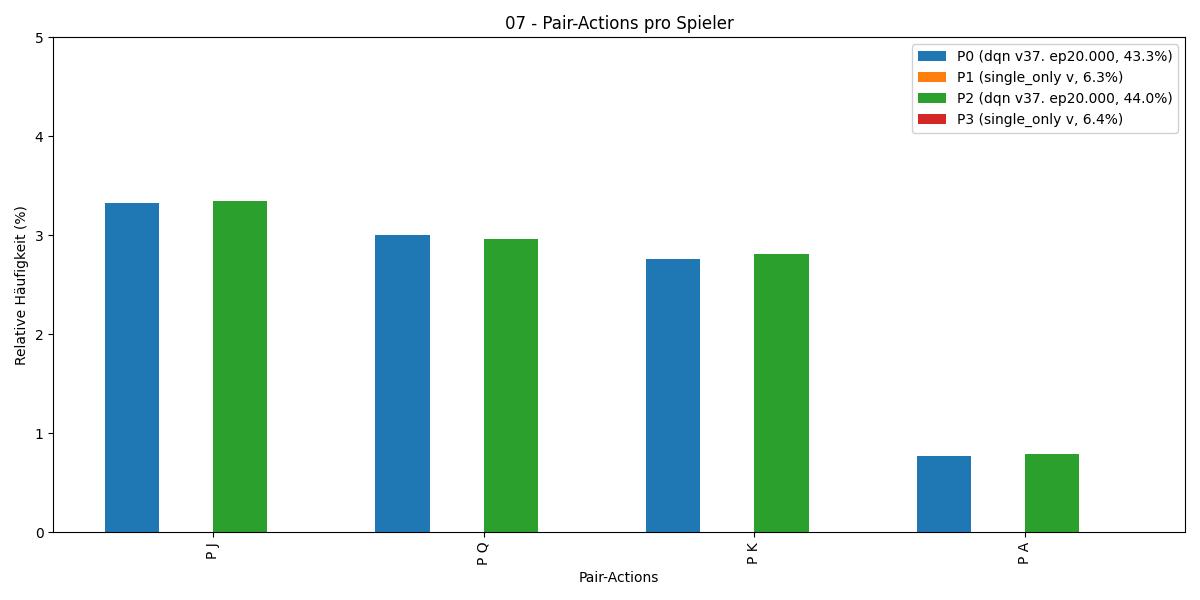 07 - Pair-Actions pro Spieler
P0 (dqn v37. ep20.000, 43.3%)
P1 (single_only v, 6.3%)
P2 (dqn v37. ep20.000, 44.0%)
P3 (single_only v, 6.4%)
Relative Häufigkeit (%)
5
4
3
2
1
0
P J
P Q
P K
P A
Pair-Actions